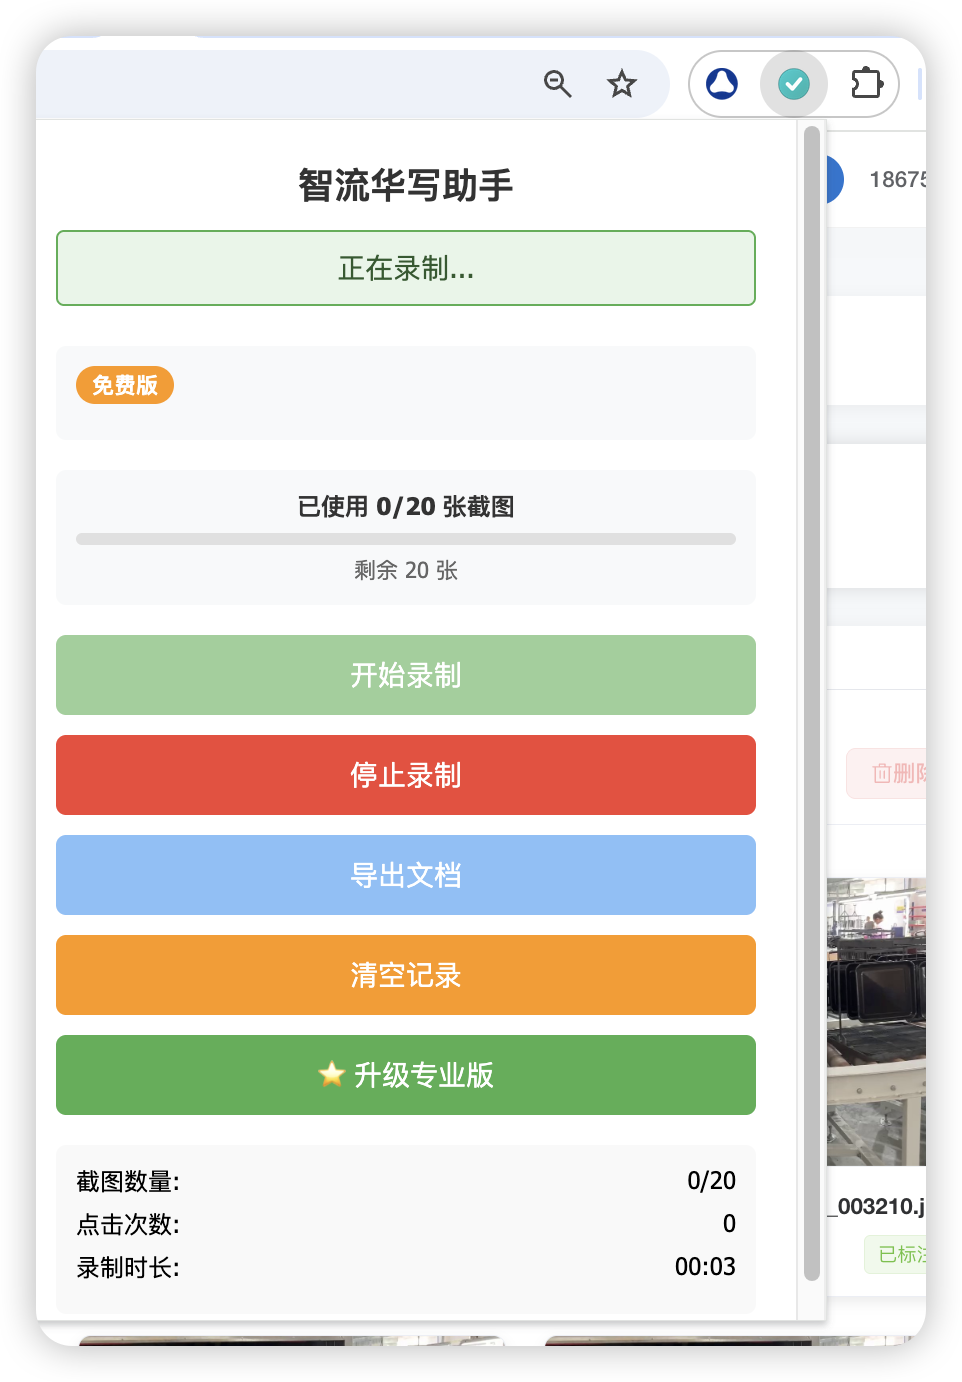 智流华写助手
18675
正在录制...
免费版
已使用 0/20 张截图
剩余 20 张
开始录制
停止录制
删除
导出文档
清空记录
升级专业版
截图数量: 0/20
_003210.j
点击次数: 0
已标注
录制时长: 00:03